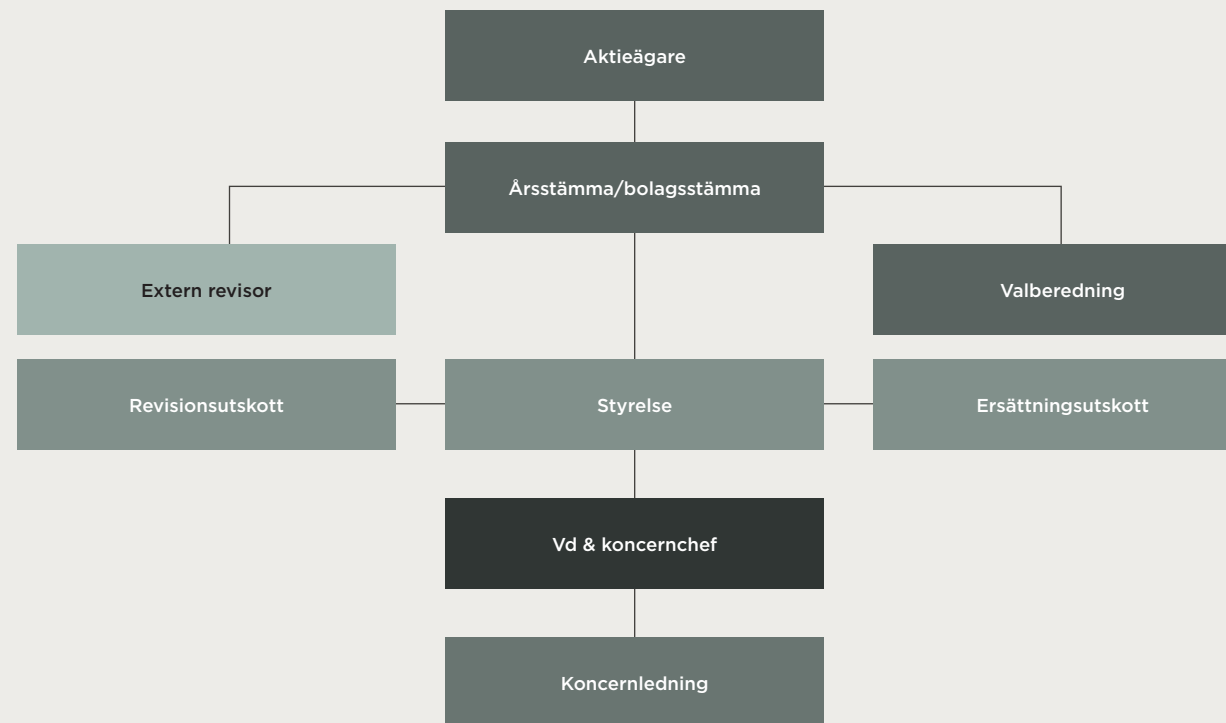 Aktieägare
Årsstämma/bolagsstämma
Extern revisor
Valberedning
Revisionsutskott
Styrelse
Ersättningsutskott
Vd & koncernchef
Koncernledning